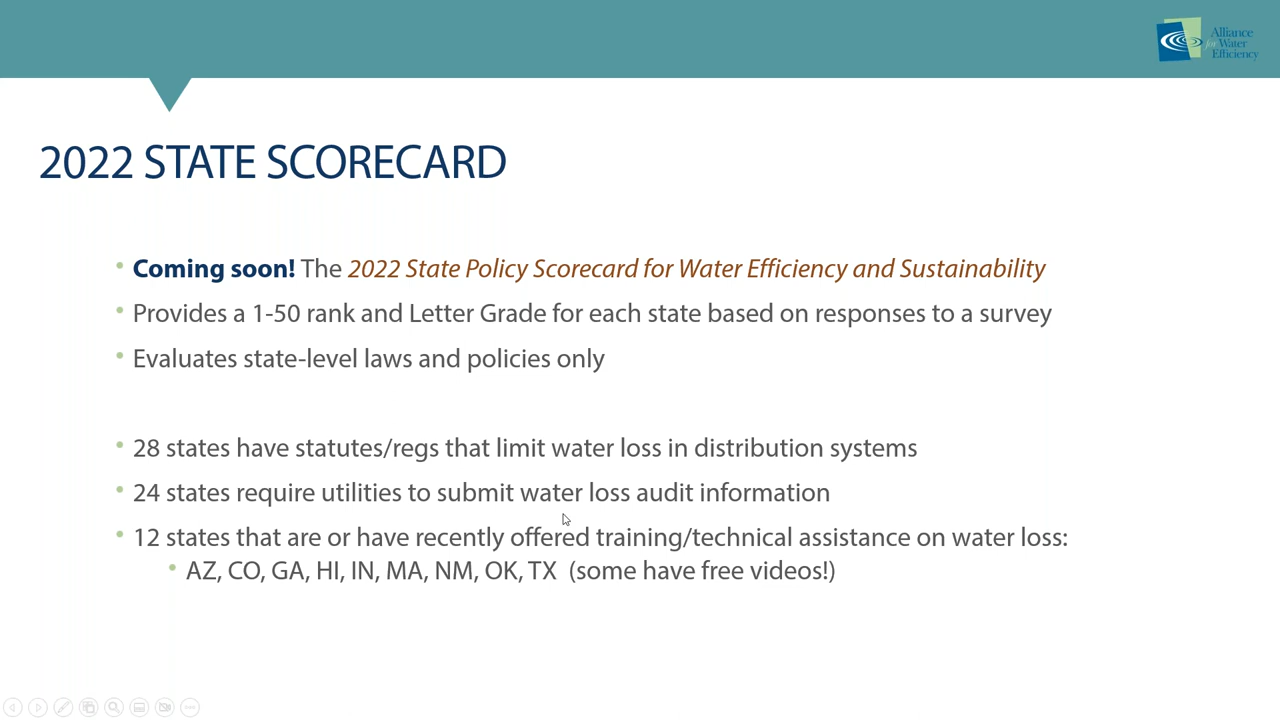 Alliance
for Water
Efficiency
2022 STATE SCORECARD
• Coming soon! The 2022 State Policy Scorecard for Water Efficiency and Sustainability
• Provides a 1-50 rank and Letter Grade for each state based on responses to a survey
• Evaluates state-level laws and policies only
• 28 states have statutes/regs that limit water loss in distribution systems
• 24 states require utilities to submit water loss audit information
• 12 states that are or have recently offered training/technical assistance on water loss:
• AZ, CO, GA, HI, IN, MA, NM, OK, TX (some have free videos!)